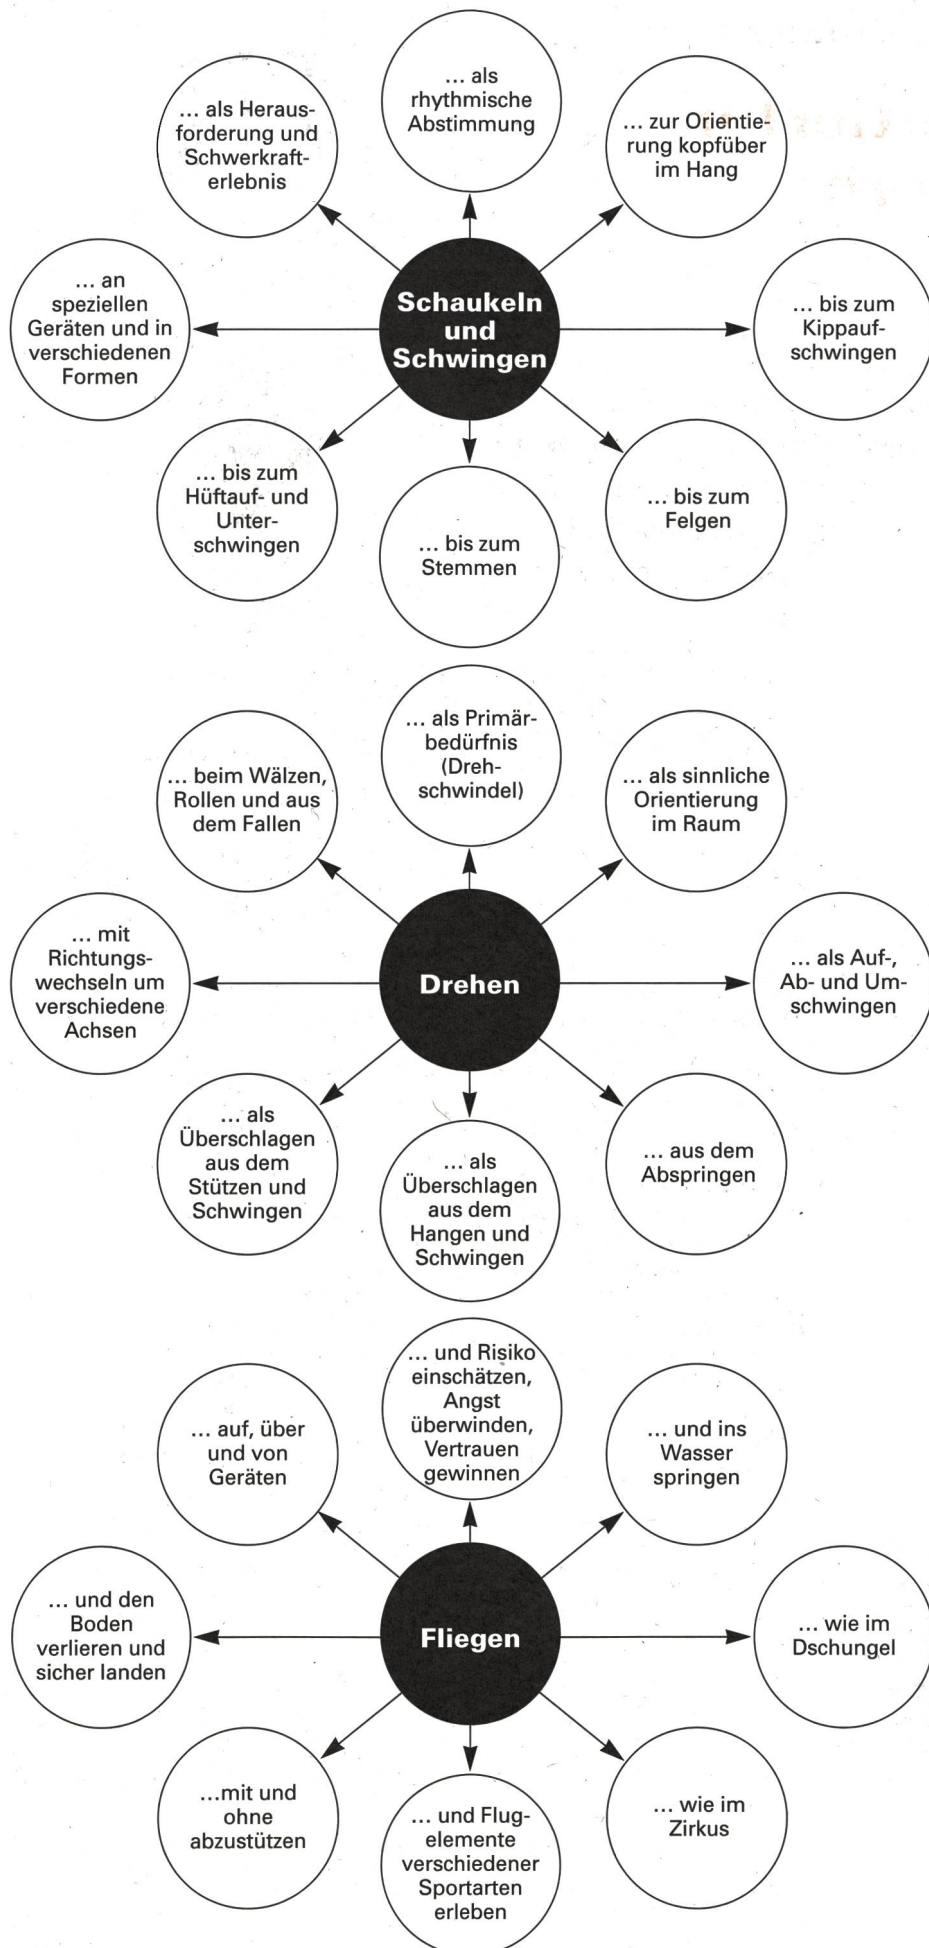 … als
rhythmische
Abstimmung
… als Heraus-
forderung und
Schwerkraft-
erlebnis
… zur Orientie-
rung kopfüber
im Hang
… an
speziellen
Geräten und in
verschiedenen
Formen
Schaukeln
und
Schwingen
… bis zum
Kippauf-
schwingen
… bis zum
Hüftauf- und
Unter-
schwingen
… bis zum
Stemmen
… bis zum
Felgen
… als Primär-
bedürfnis
(Dreh-
schwindel)
… beim Wälzen,
Rollen und aus
dem Fallen
… als sinnliche
Orientierung
im Raum
… mit
Richtungs-
wechseln um
verschiedene
Achsen
Drehen
… als Auf-,
Ab- und Um-
schwingen
… als
Überschlagen
aus dem
Stützen und
Schwingen
… als
Überschlagen
aus dem
Hangen und
Schwingen
… aus dem
Abspringen
… und Risiko
einschätzen,
Angst
überwinden,
Vertrauen
gewinnen
… auf, über
und von
Geräten
… und ins
Wasser
springen
… und den
Boden
verlieren und
sicher landen
Fliegen
… wie im
Dschungel
…mit und
ohne
abzustützen
… und Flug-
elemente
verschiedener
Sportarten
erleben
… wie im
Zirkus